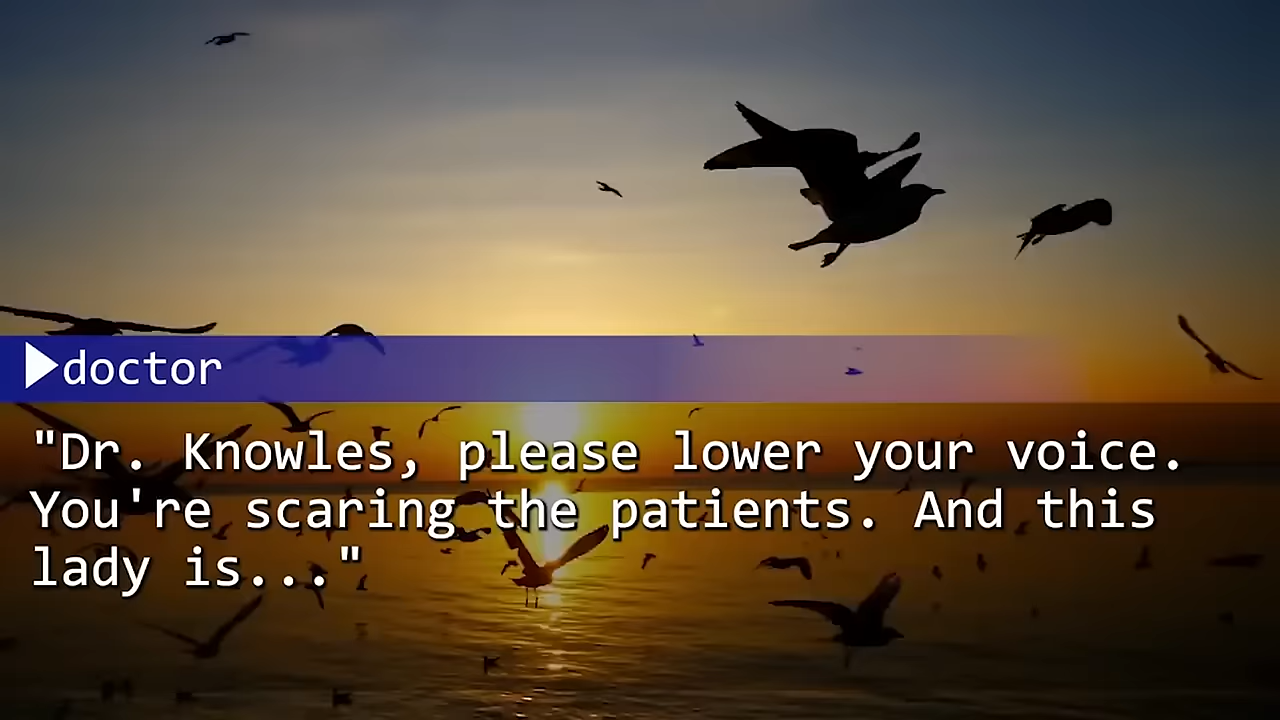 doctor
"Dr. Knowles, please lower your voice.
You're scaring the patients. And this
lady is..."